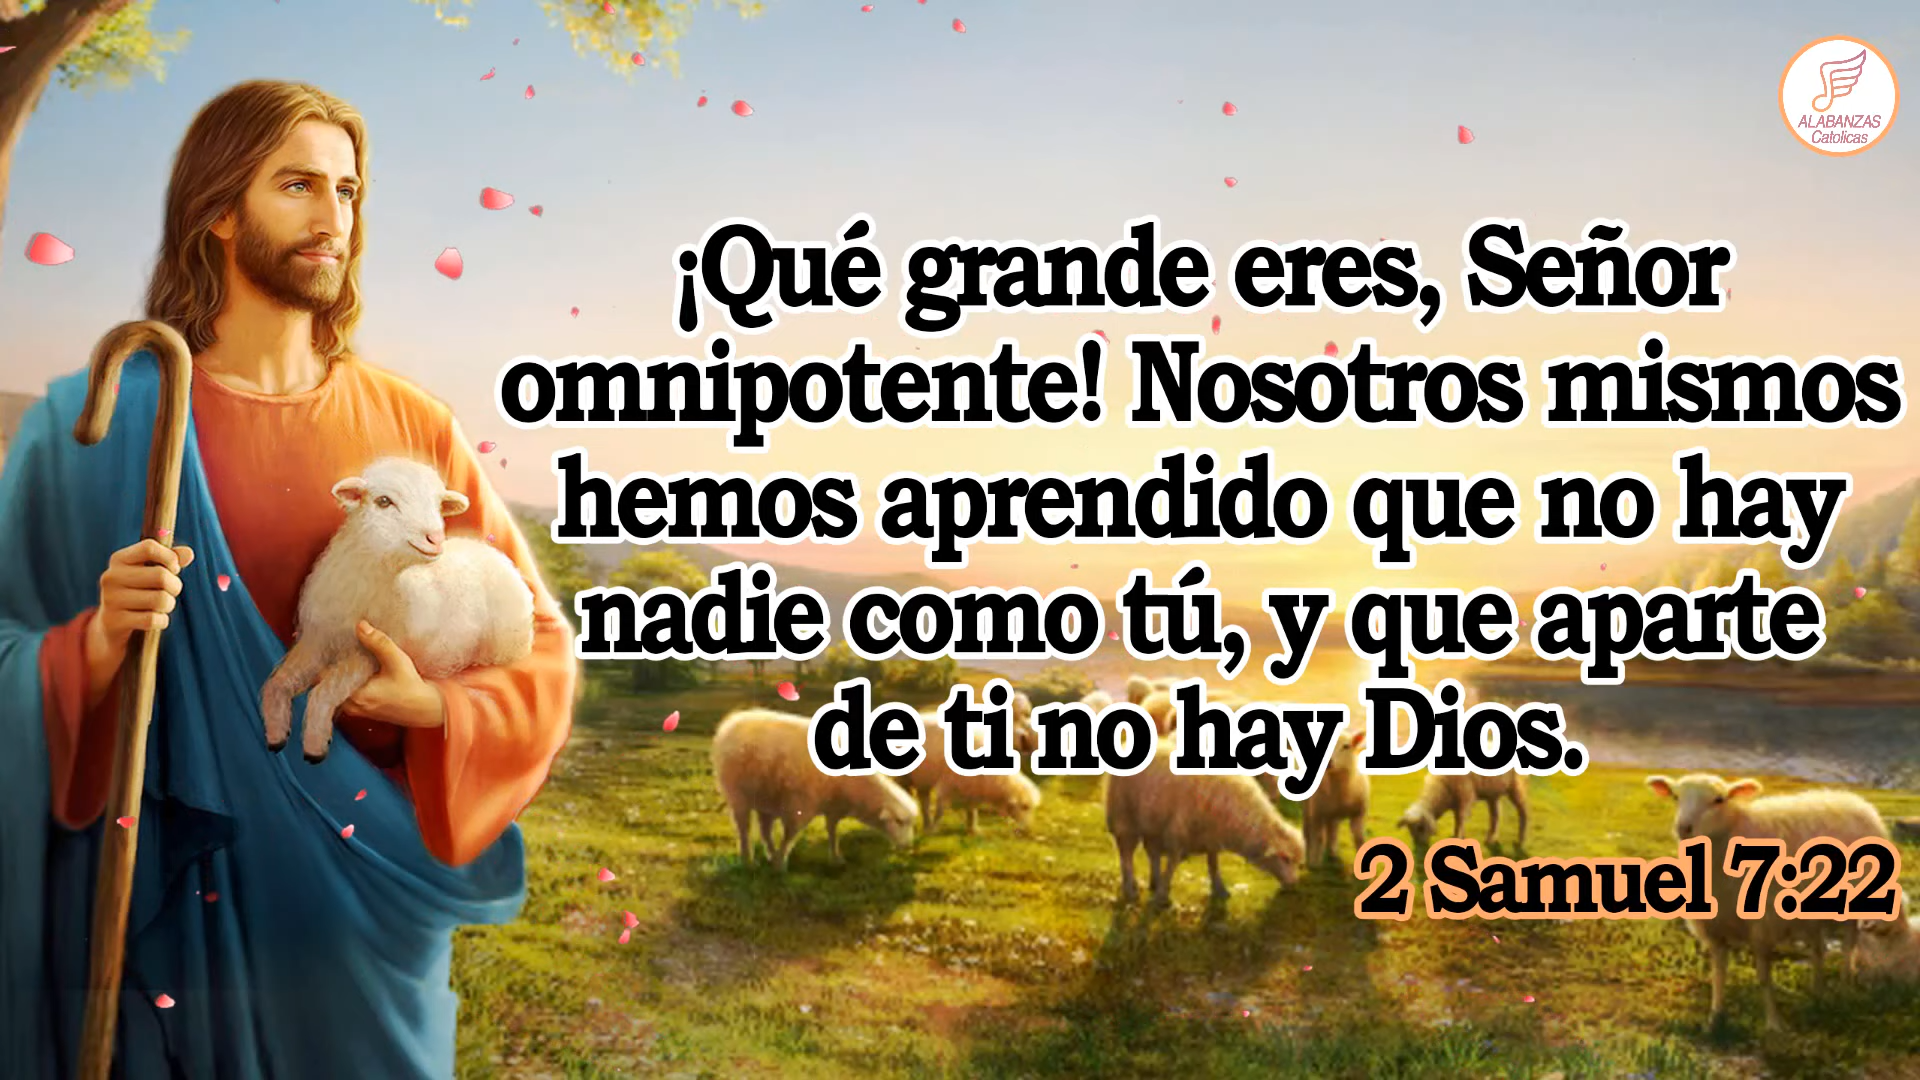 ALABANZAS
Catolicas
¡Qué grande eres, Señor
omnipotente! Nosotros mismos
hemos aprendido que no hay
nadie como tú, y que aparte
de ti no hay Dios.
2 Samuel 7:22